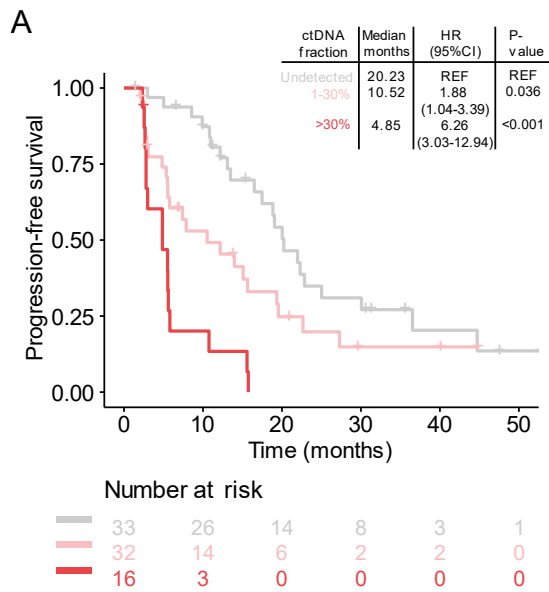 A
ctDNA fraction Median months HR (95%CI) P-value
Undetected 20.23 REF REF
1-30% 10.52 1.88 (1.04-3.39) 0.036
>30% 4.85 6.26 (3.03-12.94) <0.001
Progression-free survival
1.00
0.75
0.50
0.25
0.00
0 10 20 30 40 50
Time (months)
Number at risk
33 26 14 8 3 1
32 14 6 2 2 0
16 3 0 0 0 0